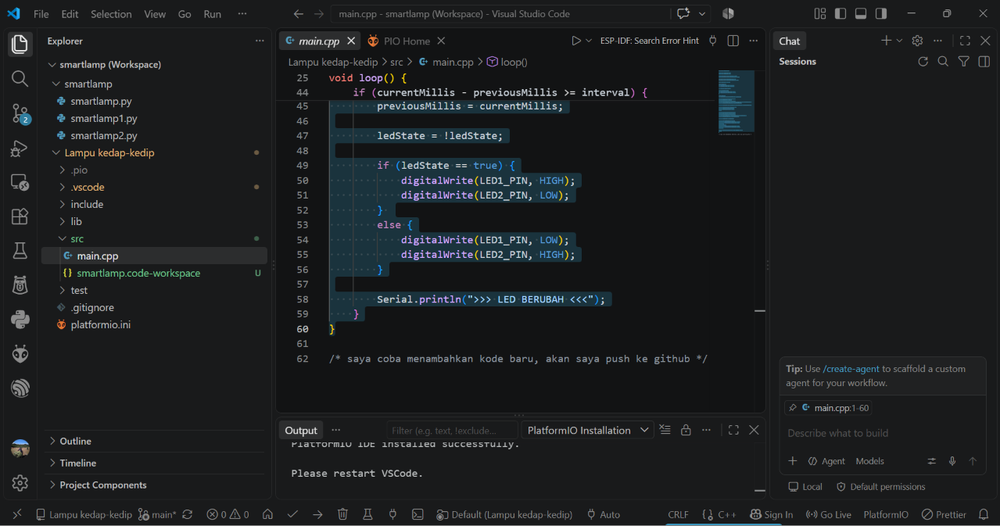 File Edit Selection View Go Run ··· main.cpp - smartlamp (Workspace) - Visual Studio Code
Explorer ···
smartlamp (Workspace)
smartlamp
smartlamp.py
smartlamp1.py
smartlamp2.py
Lampu kedap-kedip
.pio
.vscode
include
lib
src
main.cpp
smartlamp.code-workspace U
test
.gitignore
platformio.ini
Outline
Timeline
Project Components
2
main.cpp PIO Home ESP-IDF: Search Error Hint ···
Lampu kedap-kedip > src > main.cpp > loop()
25 void loop() {
44 if (currentMillis - previousMillis >= interval) {
45 previousMillis = currentMillis;
46
47 ledState = !ledState;
48
49 if (ledState == true) {
50 digitalWrite(LED1_PIN, HIGH);
51 digitalWrite(LED2_PIN, LOW);
52 }
53 else {
54 digitalWrite(LED1_PIN, LOW);
55 digitalWrite(LED2_PIN, HIGH);
56 }
57
58 Serial.println(">>> LED BERUBAH <<<");
59 }
60 }
61
62 /* saya coba menambahkan kode baru, akan saya push ke github */
Output ··· Filter (e.g. text, !exclude... PlatformIO Installation ···
PlatformIO IDE installed successfully.
Please restart VSCode.
Chat ···
Sessions
Tip: Use /create-agent to scaffold a custom
agent for your workflow.
main.cpp:1-60
Describe what to build
Agent Models
Local Default permissions
Lampu kedap-kedip main* 0 0 Default (Lampu kedap-kedip) Auto CRLF {} C++ Sign In Go Live PlatformIO Prettier